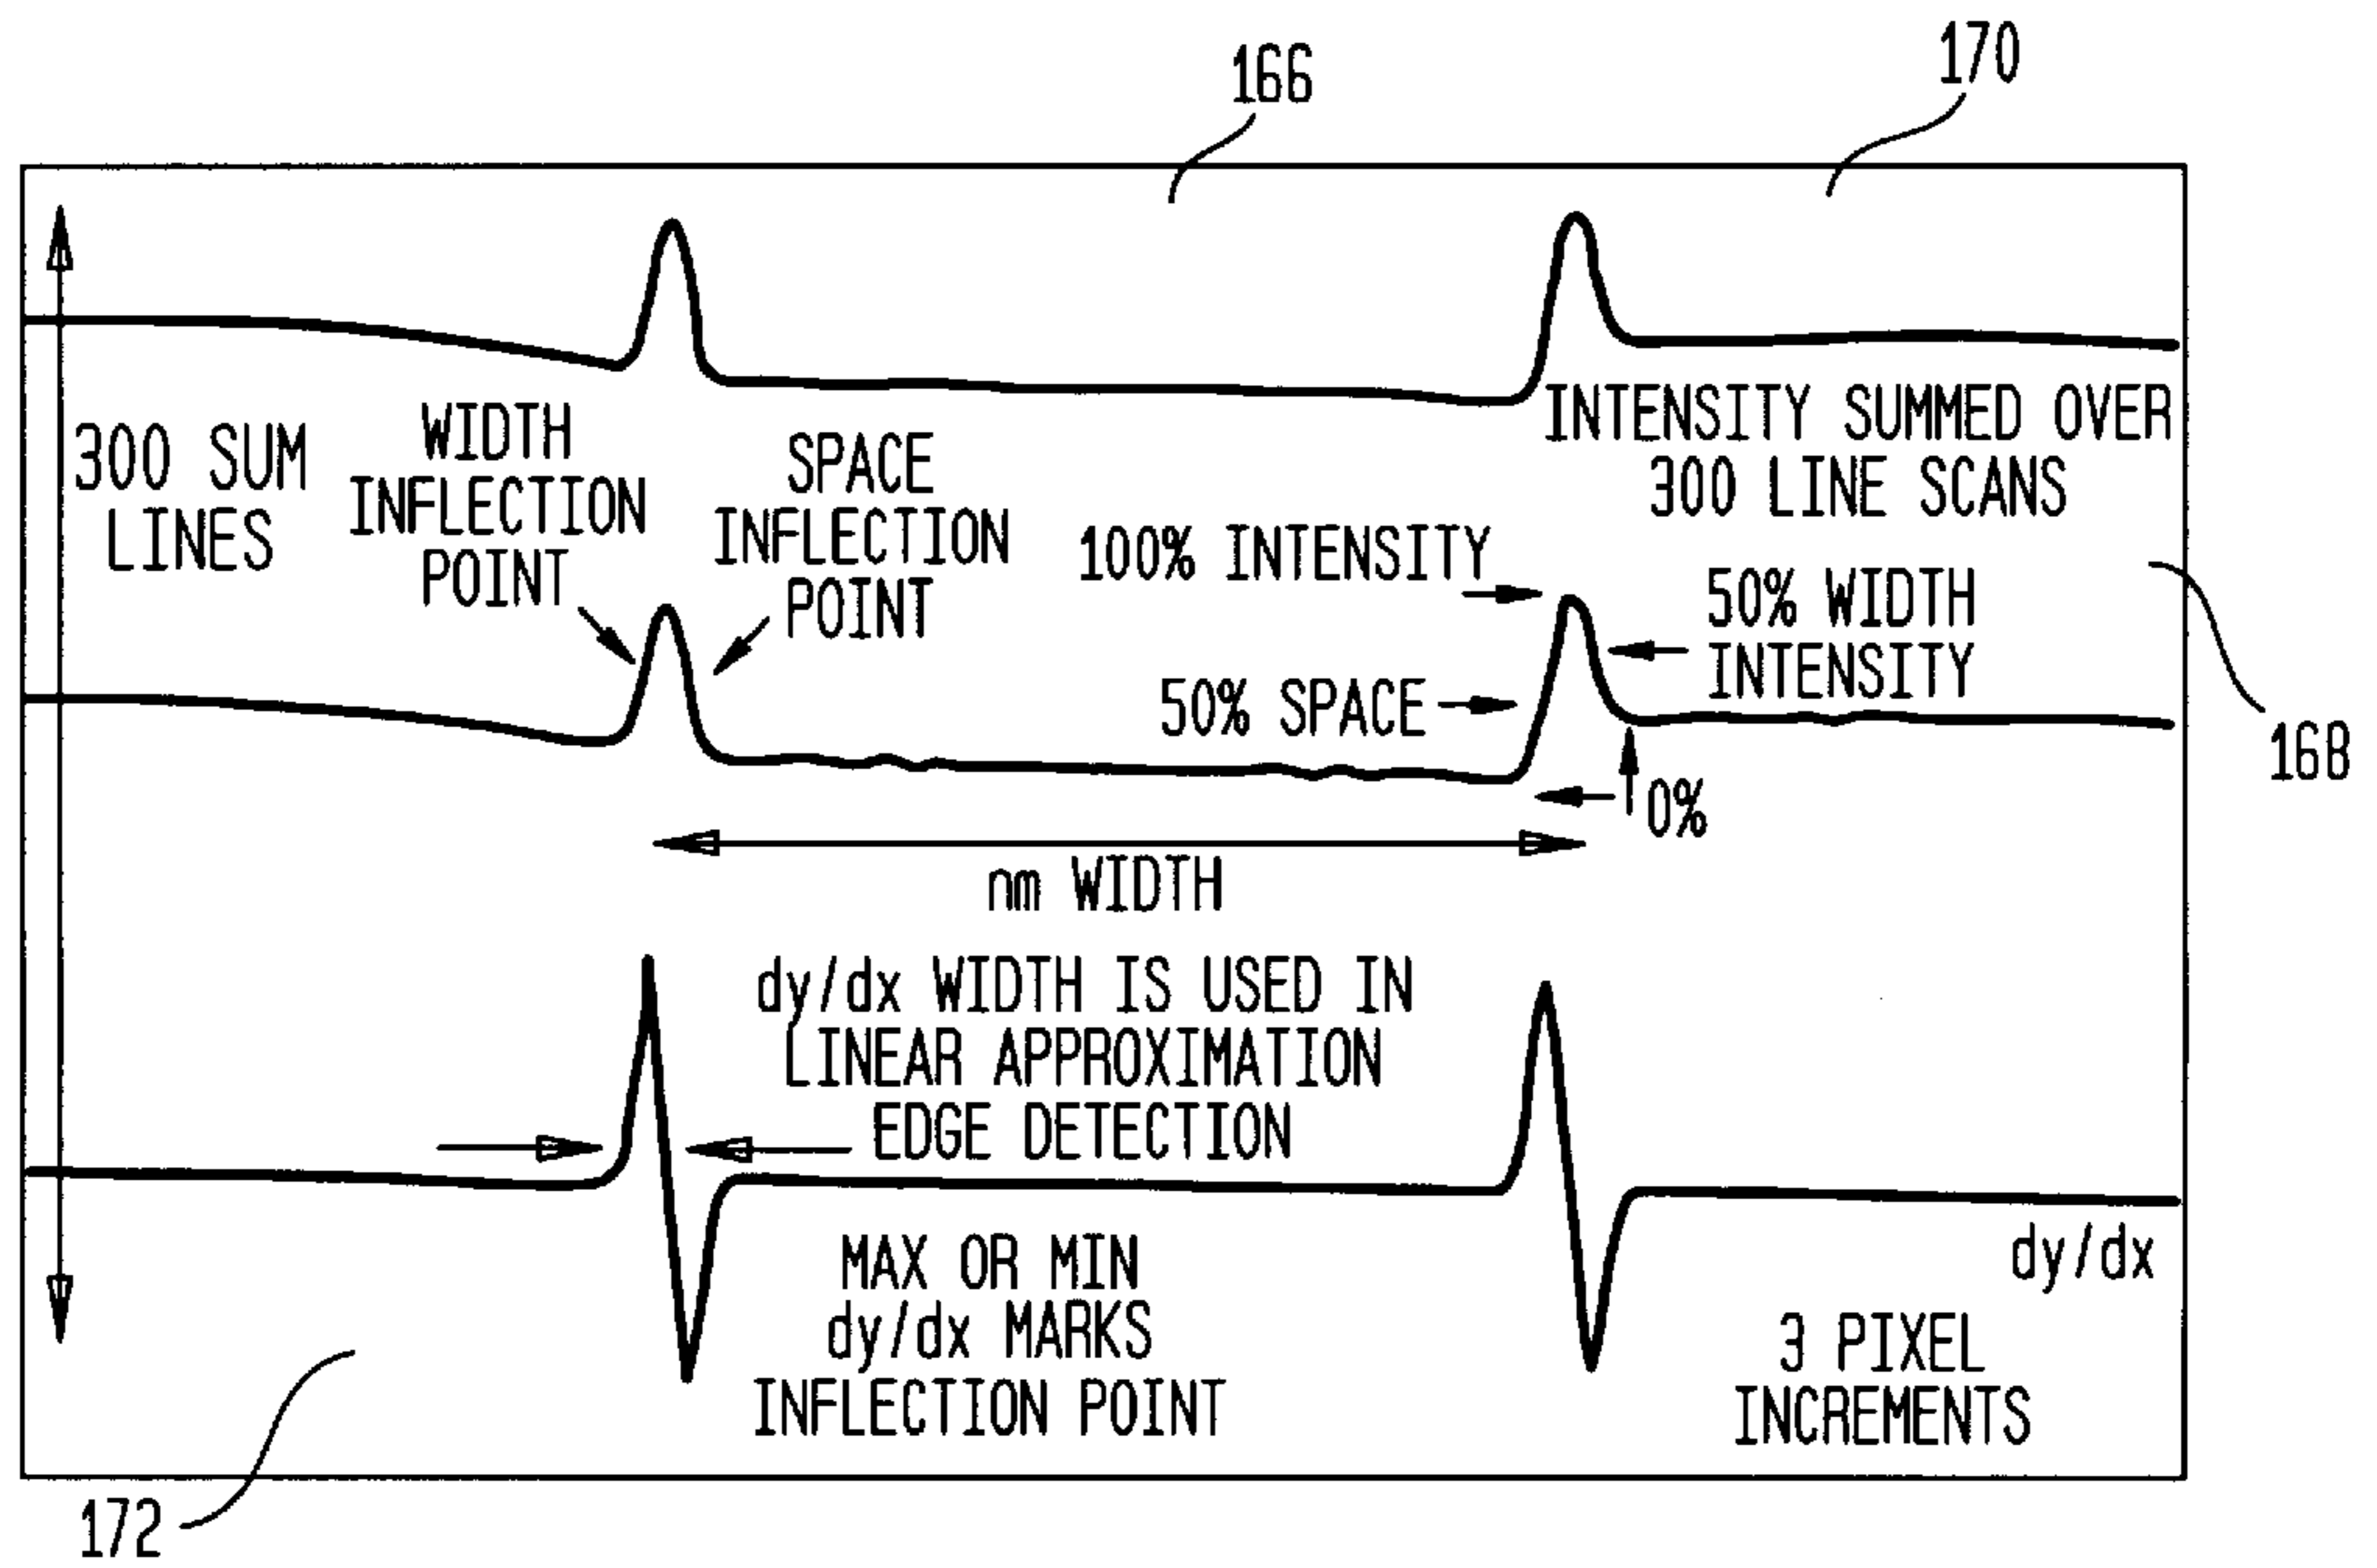 166
170
300 SUM
LINES
WIDTH
INFLECTION
POINT
SPACE
INFLECTION
POINT
INTENSITY SUMMED OVER
300 LINE SCANS
100% INTENSITY
50% WIDTH
INTENSITY
50% SPACE
168
0%
nm WIDTH
dy/dx WIDTH IS USED IN
LINEAR APPROXIMATION
EDGE DETECTION
MAX OR MIN
dy/dx MARKS
INFLECTION POINT
dy/dx
3 PIXEL
INCREMENTS
172